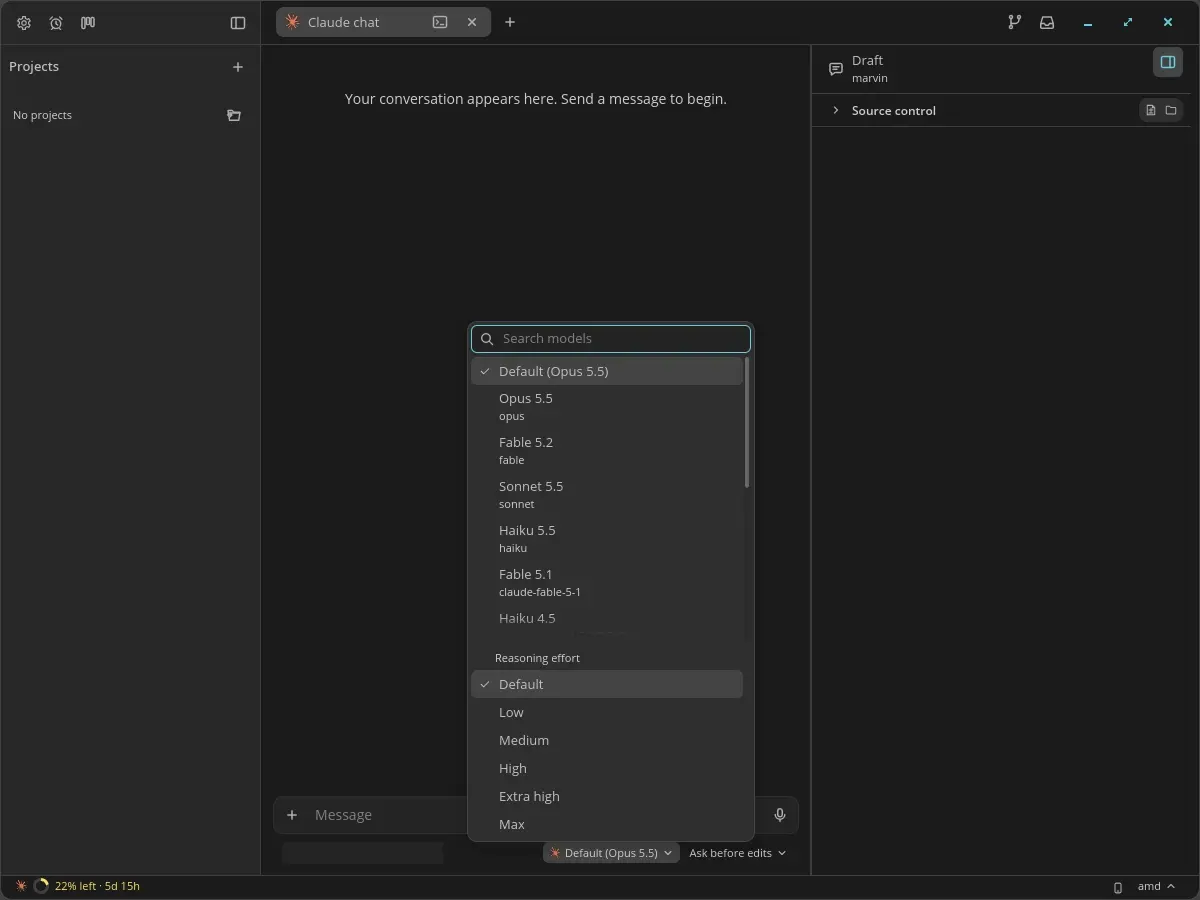 Claude chat
Projects
No projects
Your conversation appears here. Send a message to begin.
Draft
marvin
Source control
Search models
Default (Opus 5.5)
Opus 5.5
opus
Fable 5.2
fable
Sonnet 5.5
sonnet
Haiku 5.5
haiku
Fable 5.1
claude-fable-5-1
Haiku 4.5
Reasoning effort
Default
Low
Medium
High
Extra high
Max
Message
Default (Opus 5.5)
Ask before edits
22% left · 5d 15h
amd